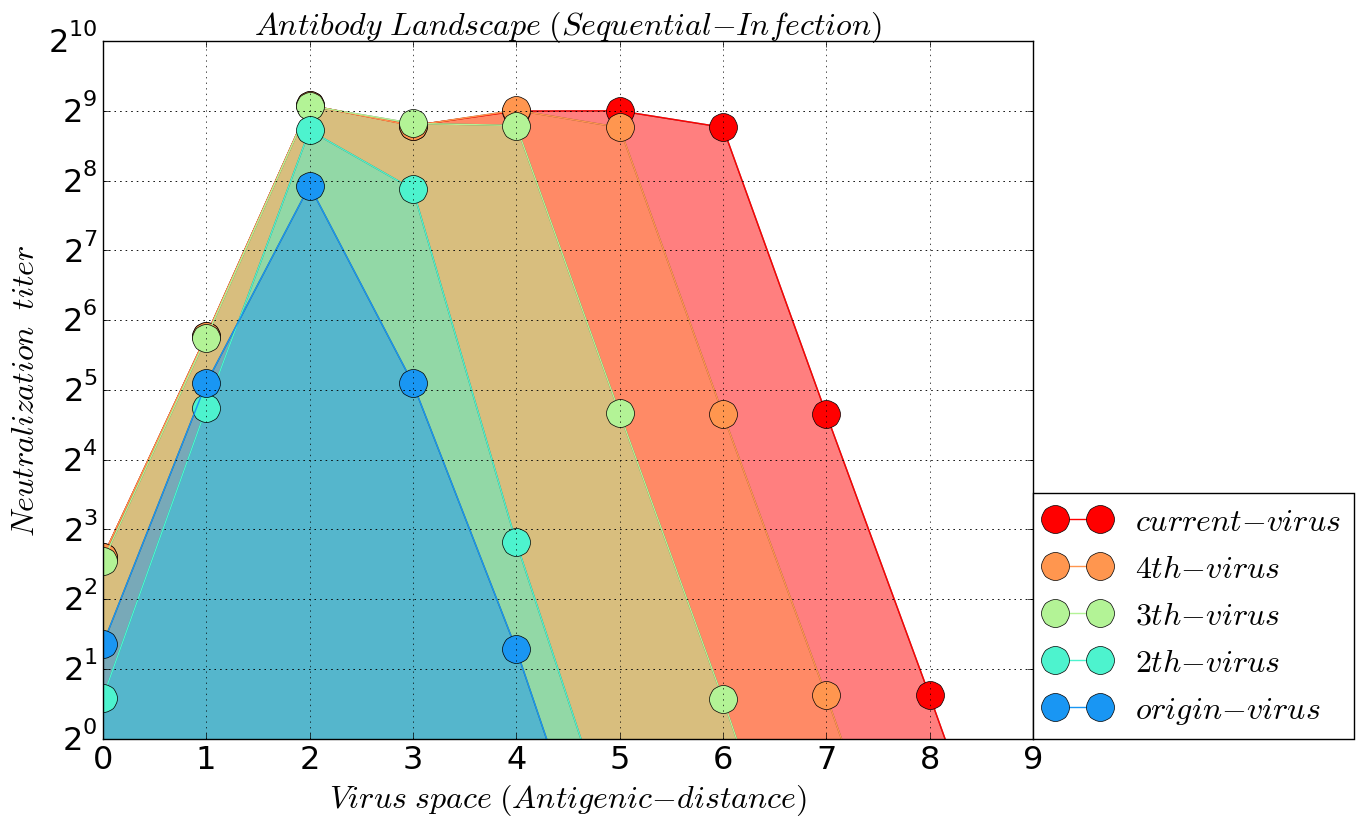 Antibody Landscape (Sequential−Infection)
2^10
2^9
2^8
2^7
2^6
2^5
2^4
2^3
2^2
2^1
2^0
Neutralization titer
0 1 2 3 4 5 6 7 8 9
Virus space (Antigenic−distance)
current−virus
4th−virus
3th−virus
2th−virus
origin−virus